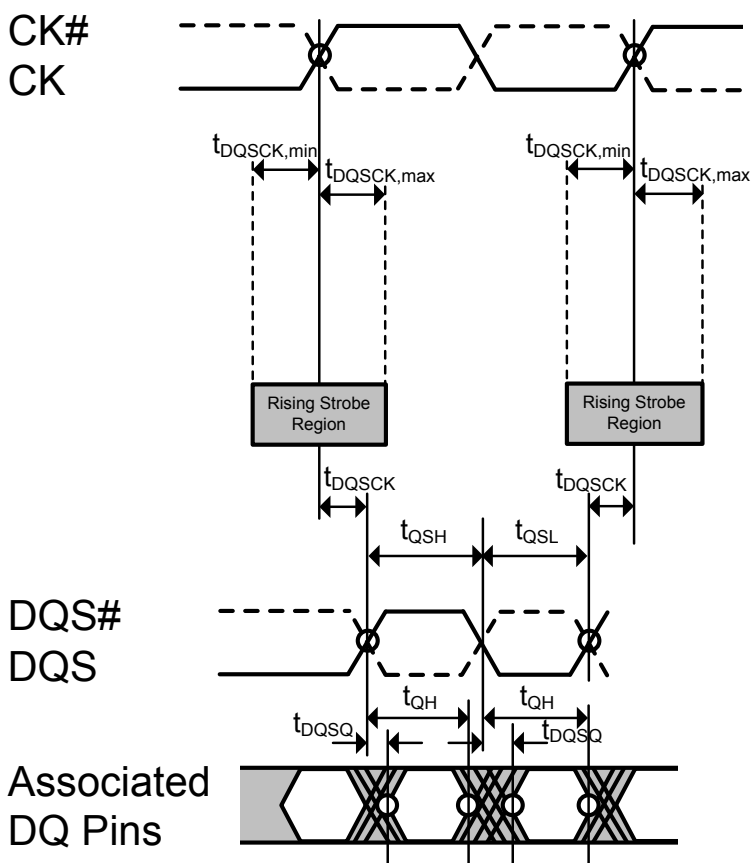 CK#
CK
tDQSCK,min
tDQSCK,max
tDQSCK,min
tDQSCK,max
Rising Strobe
Region
Rising Strobe
Region
tDQSCK
tDQSCK
tQSH
tQSL
DQS#
DQS
tQH
tQH
tDQSQ
tDQSQ
Associated
DQ Pins